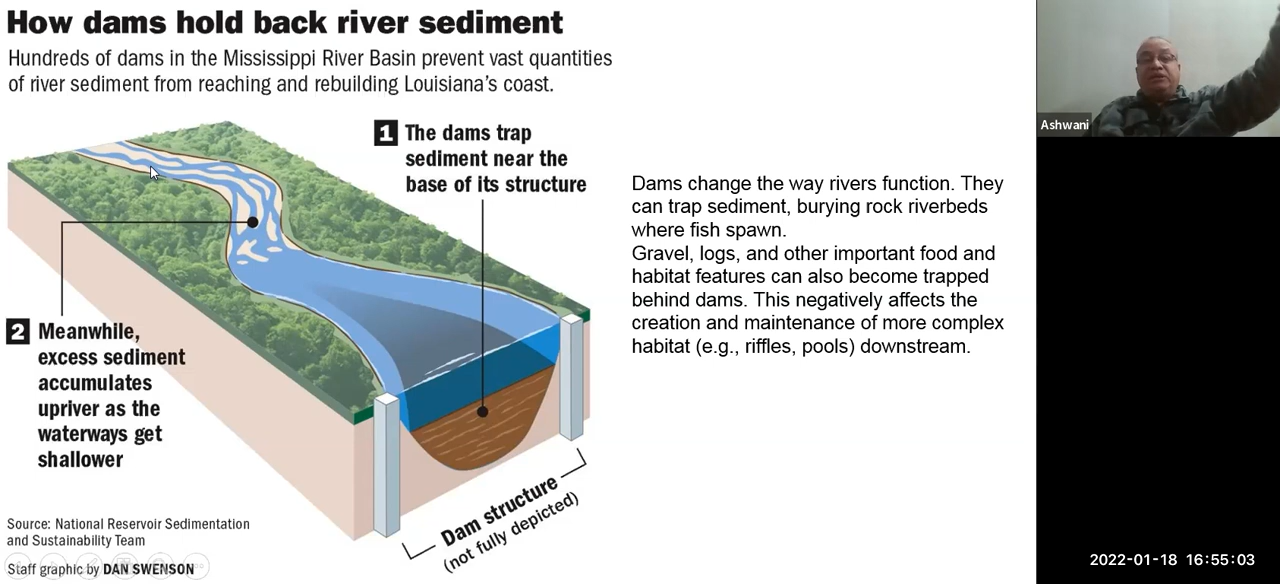 How dams hold back river sediment
Hundreds of dams in the Mississippi River Basin prevent vast quantities
of river sediment from reaching and rebuilding Louisiana's coast.
1 The dams trap
sediment near the
base of its structure
2 Meanwhile,
excess sediment
accumulates
upriver as the
waterways get
shallower
Dam structure
(not fully depicted)
Source: National Reservoir Sedimentation
and Sustainability Team
Staff graphic by DAN SWENSON
Dams change the way rivers function. They
can trap sediment, burying rock riverbeds
where fish spawn.
Gravel, logs, and other important food and
habitat features can also become trapped
behind dams. This negatively affects the
creation and maintenance of more complex
habitat (e.g., riffles, pools) downstream.
Ashwani
2022-01-18 16:55:03